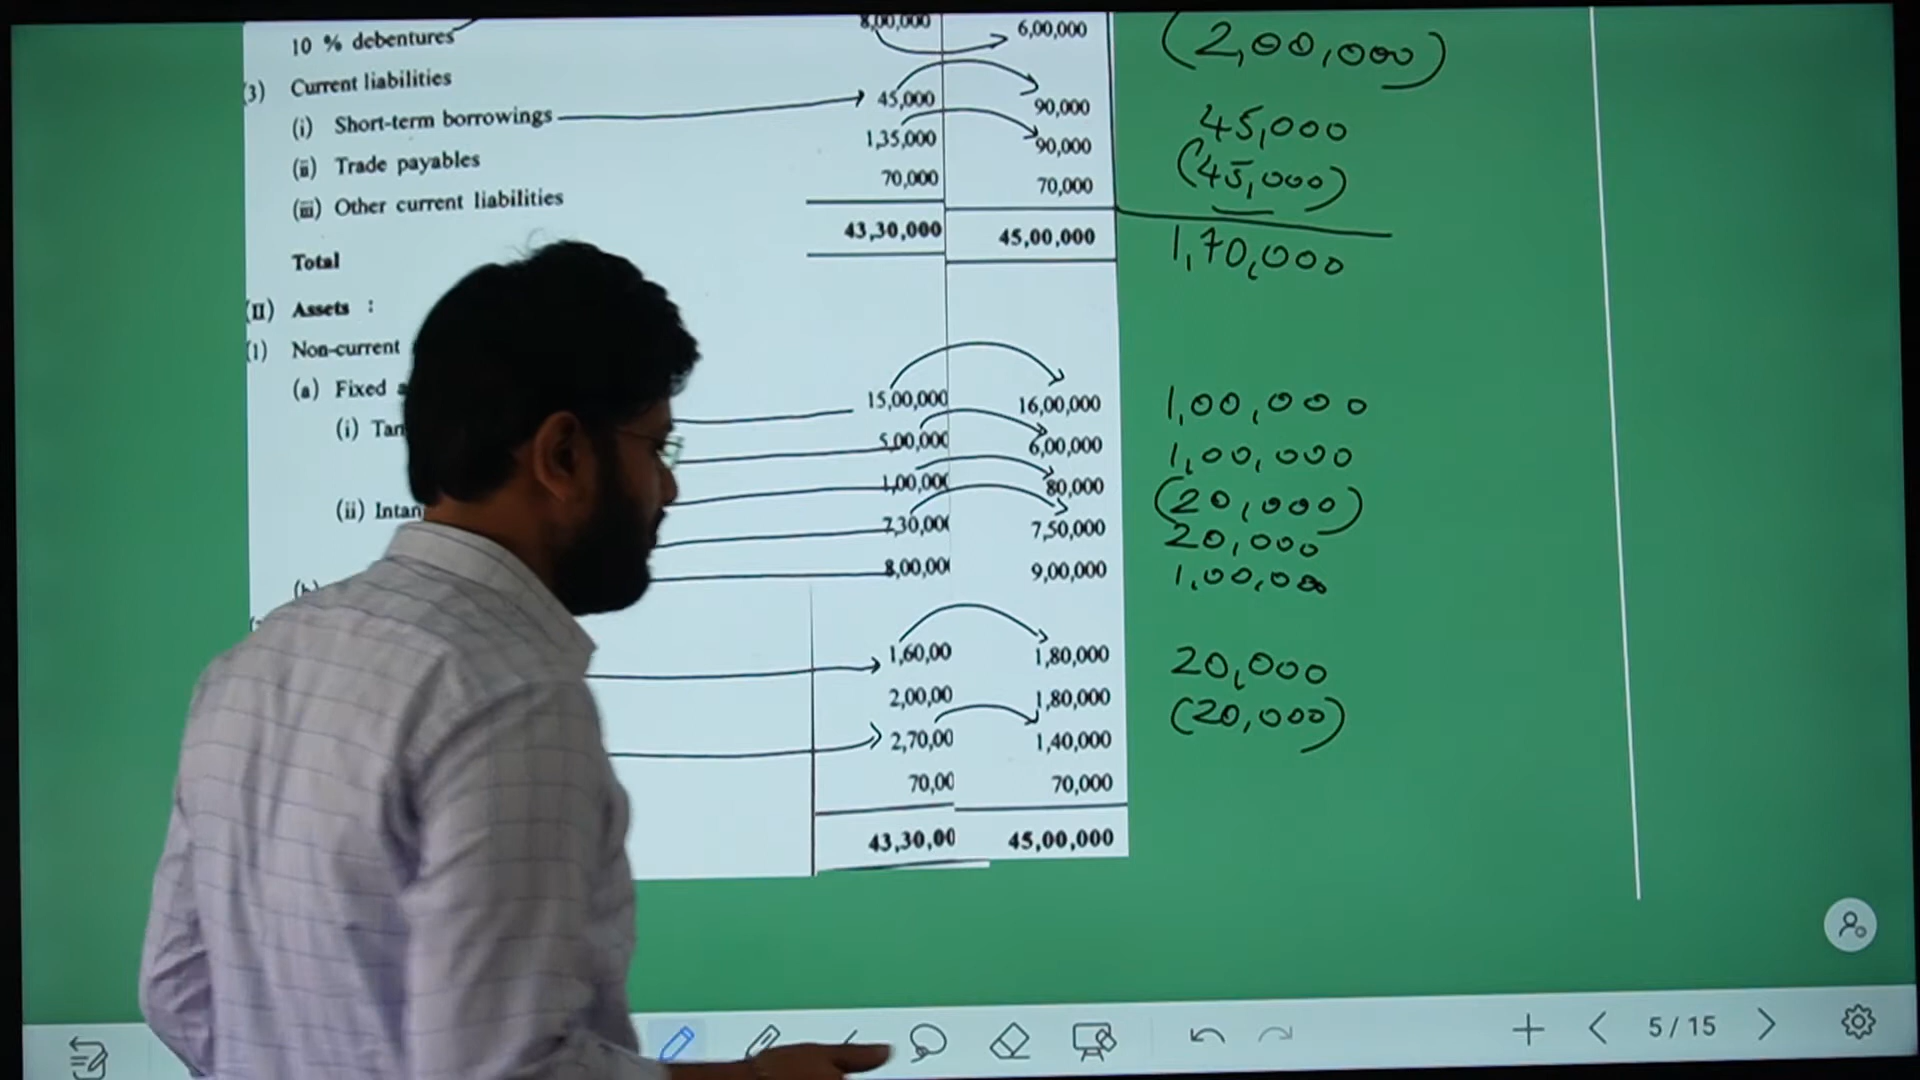 10 % debentures 8,00,000 6,00,000 (2,00,000)
(3) Current liabilities
(i) Short-term borrowings 45,000 90,000 45,000
(ii) Trade payables 1,35,000 90,000 (45,000)
(iii) Other current liabilities 70,000 70,000
Total 43,30,000 45,00,000 1,70,000
(II) Assets :
(1) Non-current
(a) Fixed
15,00,000 16,00,000 1,00,000
(i) Tan 5,00,000 6,00,000 1,00,000
1,00,00 80,000 (20,000)
(ii) Intan 7,30,00 7,50,000 20,000
8,00,00 9,00,000 1,00,000
1,60,00 1,80,000 20,000
2,00,00 1,80,000 (20,000)
2,70,00 1,40,000
70,00 70,000
43,30,00 45,00,000
5 / 15